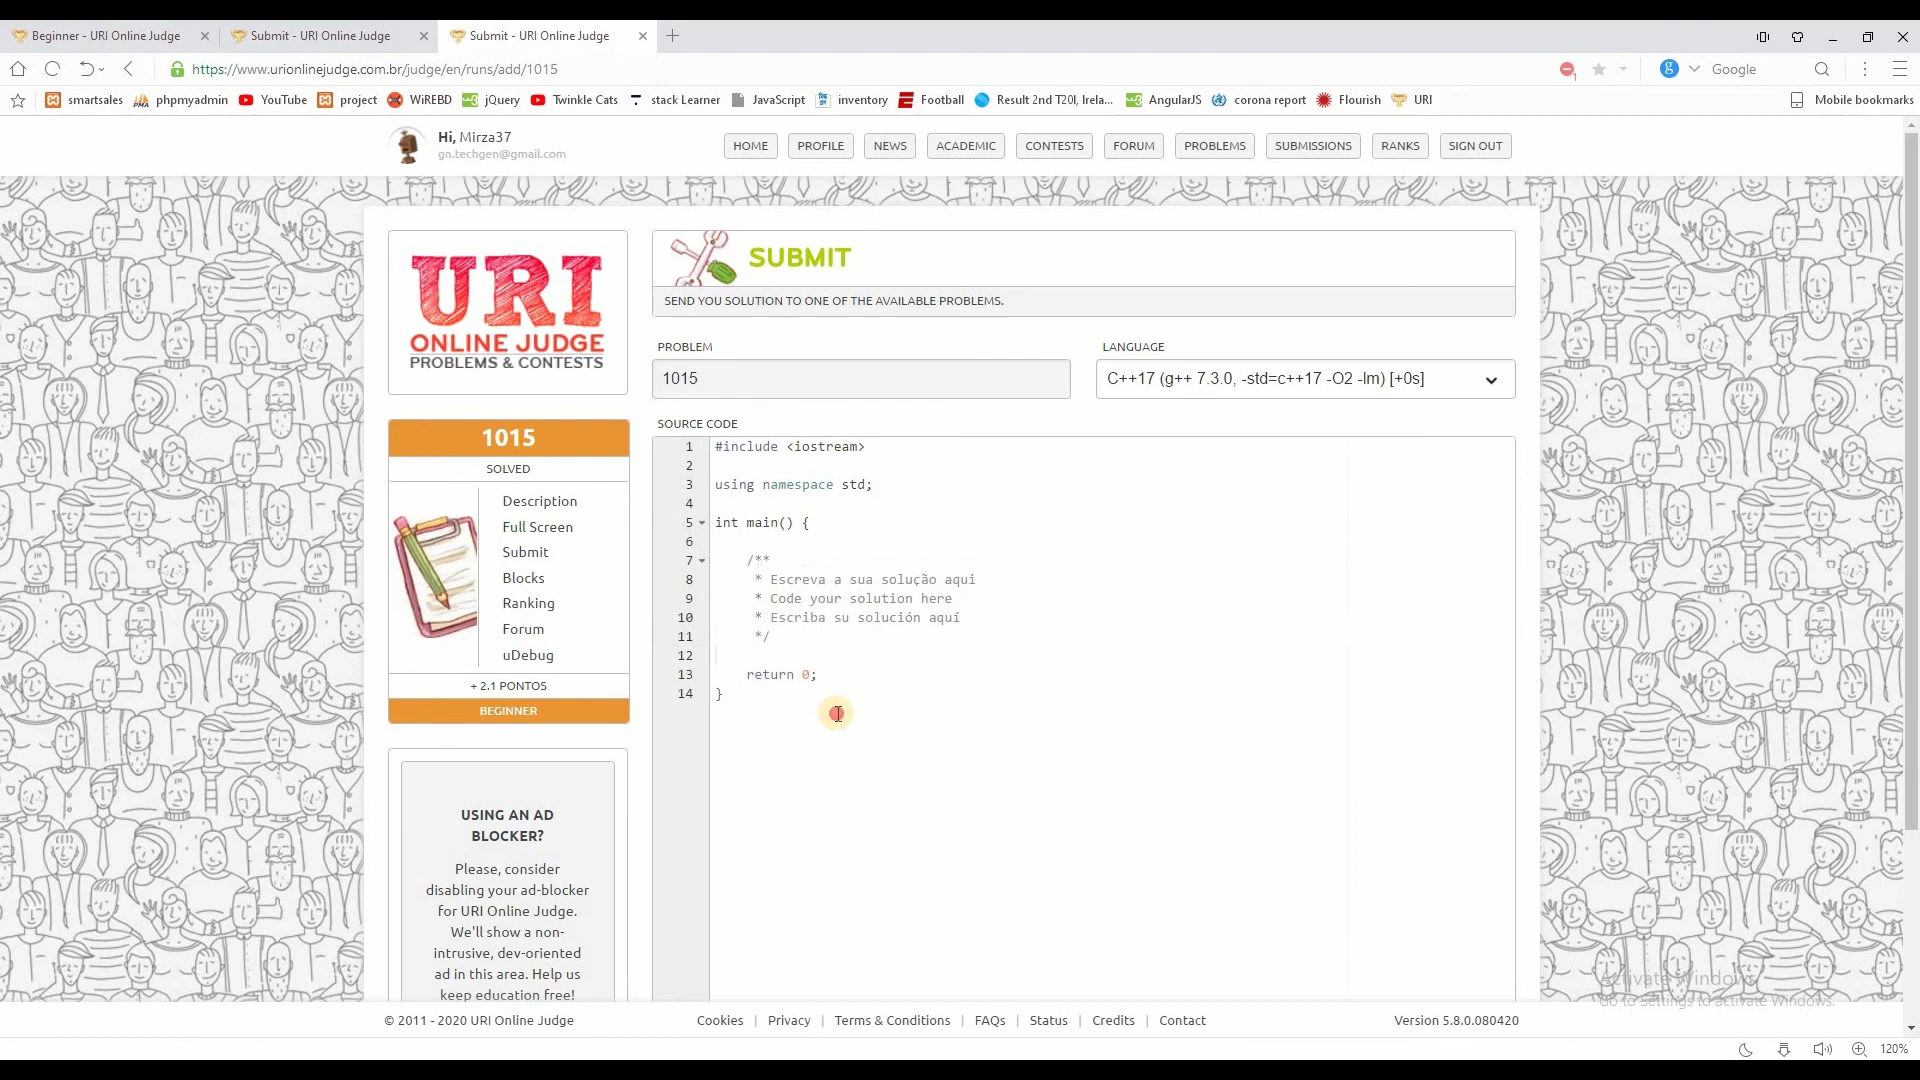 Beginner - URI Online Judge
Submit - URI Online Judge
Submit - URI Online Judge
https://www.urionlinejudge.com.br/judge/en/runs/add/1015
Google
smartsales
phpmyadmin
YouTube
project
WiREBD
jQuery
Twinkle Cats
stack Learner
JavaScript
inventory
Football
Result 2nd T20I, Irela...
AngularJS
corona report
Flourish
URI
Mobile bookmarks
Hi, Mirza37
gn.techgen@gmail.com
HOME
PROFILE
NEWS
ACADEMIC
CONTESTS
FORUM
PROBLEMS
SUBMISSIONS
RANKS
SIGN OUT
URI
ONLINE JUDGE
PROBLEMS & CONTESTS
SUBMIT
SEND YOU SOLUTION TO ONE OF THE AVAILABLE PROBLEMS.
PROBLEM
1015
LANGUAGE
C++17 (g++ 7.3.0, -std=c++17 -O2 -lm) [+0s]
1015
SOLVED
Description
Full Screen
Submit
Blocks
Ranking
Forum
uDebug
+ 2.1 PONTOS
BEGINNER
SOURCE CODE
1 #include <iostream>
2
3 using namespace std;
4
5 int main() {
6
7 /**
8 * Escreva a sua solução aqui
9 * Code your solution here
10 * Escriba su solución aquí
11 */
12
13 return 0;
14 }
USING AN AD
BLOCKER?
Please, consider
disabling your ad-blocker
for URI Online Judge.
We'll show a non-
intrusive, dev-oriented
ad in this area. Help us
keep education free!
Activate Windows
Go to Settings to activate Windows.
© 2011 - 2020 URI Online Judge
Cookies | Privacy | Terms & Conditions | FAQs | Status | Credits | Contact
Version 5.8.0.080420
120%